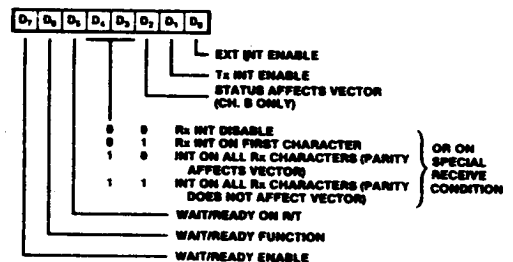 D7 D6 D5 D4 D3 D2 D1 D0
EXT INT ENABLE
Tx INT ENABLE
STATUS AFFECTS VECTOR
(CH. B ONLY)
0 0 Rx INT DISABLE
0 1 Rx INT ON FIRST CHARACTER
1 0 INT ON ALL Rx CHARACTERS (PARITY
AFFECTS VECTOR)
1 1 INT ON ALL Rx CHARACTERS (PARITY
DOES NOT AFFECT VECTOR)
OR ON
SPECIAL
RECEIVE
CONDITION
WAIT/READY ON R/T
WAIT/READY FUNCTION
WAIT/READY ENABLE